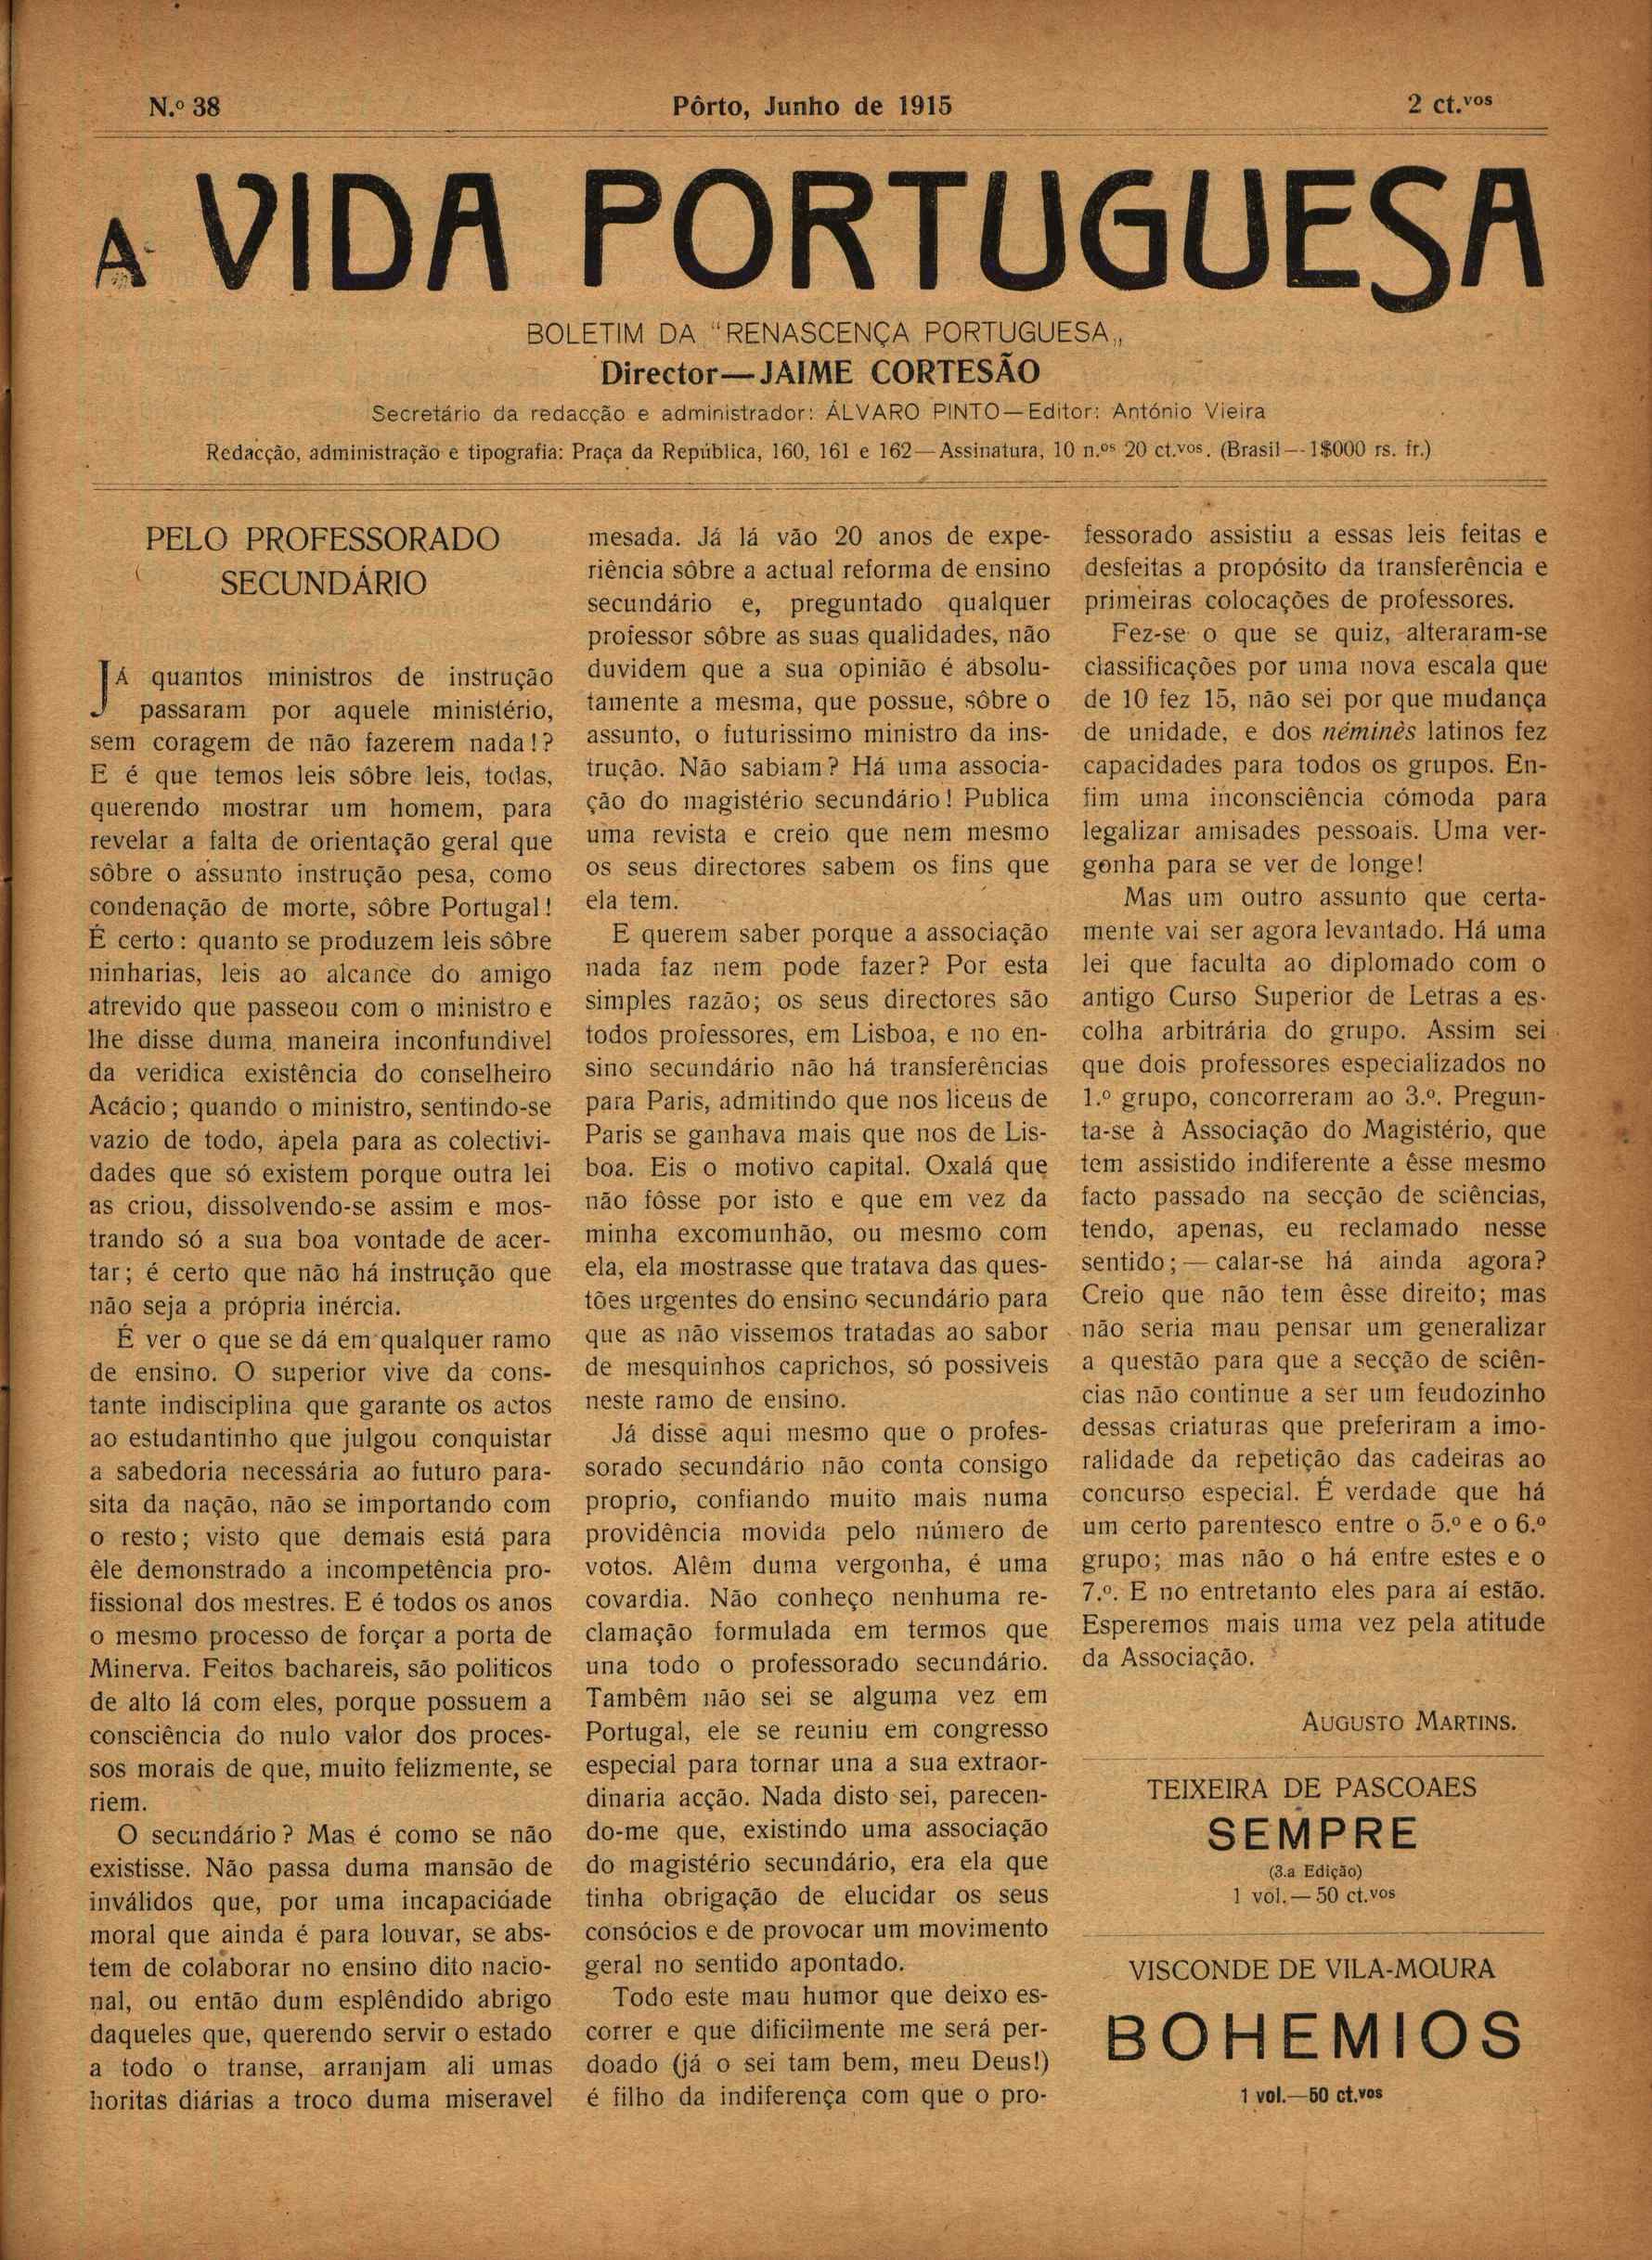 N.º 38
Pôrto, Junho de 1915
2 ct.vos
A VIDA PORTUGUESA
BOLETIM DA "RENASCENÇA PORTUGUESA„
Director—JAIME CORTESÃO
Secretário da redacção e administrador: ÁLVARO PINTO—Editor: António Vieira
Redacção, administração e tipografia: Praça da República, 160, 161 e 162—Assinatura, 10 n.os 20 ct.vos. (Brasil—1$000 rs. fr.)
PELO PROFESSORADO
SECUNDÁRIO
JÁ quantos ministros de instrução
passaram por aquele ministério,
sem coragem de não fazerem nada!?
E é que temos leis sôbre leis, todas,
querendo mostrar um homem, para
revelar a falta de orientação geral que
sôbre o assunto instrução pesa, como
condenação de morte, sôbre Portugal!
É certo: quanto se produzem leis sôbre
ninharias, leis ao alcance do amigo
atrevido que passeou com o ministro e
lhe disse duma maneira inconfundivel
da veridica existência do conselheiro
Acácio; quando o ministro, sentindo-se
vazio de todo, apela para as colectivi-
dades que só existem porque outra lei
as criou, dissolvendo-se assim e mos-
trando só a sua boa vontade de acer-
tar; é certo que não há instrução que
não seja a própria inércia.
É ver o que se dá em qualquer ramo
de ensino. O superior vive da cons-
tante indisciplina que garante os actos
ao estudantinho que julgou conquistar
a sabedoria necessária ao futuro para-
sita da nação, não se importando com
o resto; visto que demais está para
êle demonstrado a incompetência pro-
fissional dos mestres. E é todos os anos
o mesmo processo de forçar a porta de
Minerva. Feitos bachareis, são politicos
de alto lá com eles, porque possuem a
consciência do nulo valor dos proces-
sos morais de que, muito felizmente, se
riem.
O secundário? Mas é como se não
existisse. Não passa duma mansão de
inválidos que, por uma incapacidade
moral que ainda é para louvar, se abs-
tem de colaborar no ensino dito nacio-
nal, ou então dum esplêndido abrigo
daqueles que, querendo servir o estado
a todo o transe, arranjam ali umas
horitas diárias a troco duma miseravel
mesada. Já lá vão 20 anos de expe-
riência sôbre a actual reforma de ensino
secundário e, preguntado qualquer
professor sôbre as suas qualidades, não
duvidem que a sua opinião é absolu-
tamente a mesma, que possue, sôbre o
assunto, o futurissimo ministro da ins-
trução. Não sabiam? Há uma associa-
ção do magistério secundário! Publica
uma revista e creio que nem mesmo
os seus directores sabem os fins que
ela tem.
E querem saber porque a associação
nada faz nem pode fazer? Por esta
simples razão; os seus directores são
todos professores, em Lisboa, e no en-
sino secundário não há transferências
para Paris, admitindo que nos liceus de
Paris se ganhava mais que nos de Lis-
boa. Eis o motivo capital. Oxalá que
não fôsse por isto e que em vez da
minha excomunhão, ou mesmo com
ela, ela mostrasse que tratava das ques-
tões urgentes do ensino secundário para
que as não vissemos tratadas ao sabor
de mesquinhos caprichos, só possiveis
neste ramo de ensino.
Já disse aqui mesmo que o profes-
sorado secundário não conta consigo
proprio, confiando muito mais numa
providência movida pelo número de
votos. Alêm duma vergonha, é uma
covardia. Não conheço nenhuma re-
clamação formulada em termos que
una todo o professorado secundário.
Tambêm não sei se alguma vez em
Portugal, ele se reuniu em congresso
especial para tornar una a sua extraor-
dinaria acção. Nada disto sei, parecen-
do-me que, existindo uma associação
do magistério secundário, era ela que
tinha obrigação de elucidar os seus
consócios e de provocar um movimento
geral no sentido apontado.
Todo este mau humor que deixo es-
correr e que dificilmente me será per-
doado (já o sei tam bem, meu Deus!)
é filho da indiferença com que o pro-
fessorado assistiu a essas leis feitas e
desfeitas a propósito da transferência e
primeiras colocações de professores.
Fez-se o que se quiz, alteraram-se
classificações por uma nova escala que
de 10 fez 15, não sei por que mudança
de unidade, e dos néminès latinos fez
capacidades para todos os grupos. En-
fim uma inconsciência cómoda para
legalizar amisades pessoais. Uma ver-
gonha para se ver de longe!
Mas um outro assunto que certa-
mente vai ser agora levantado. Há uma
lei que faculta ao diplomado com o
antigo Curso Superior de Letras a es-
colha arbitrária do grupo. Assim sei
que dois professores especializados no
1.º grupo, concorreram ao 3.º. Pregun-
ta-se à Associação do Magistério, que
tem assistido indiferente a êsse mesmo
facto passado na secção de sciências,
tendo, apenas, eu reclamado nesse
sentido;—calar-se há ainda agora?
Creio que não tem êsse direito; mas
não seria mau pensar um generalizar
a questão para que a secção de sciên-
cias não continue a ser um feudozinho
dessas criaturas que preferiram a imo-
ralidade da repetição das cadeiras ao
concurso especial. É verdade que há
um certo parentesco entre o 5.º e o 6.º
grupo; mas não o há entre estes e o
7.º. E no entretanto eles para aí estão.
Esperemos mais uma vez pela atitude
da Associação.
AUGUSTO MARTINS.
TEIXEIRA DE PASCOAES
SEMPRE
(3.a Edição)
1 vol.—50 ct.vos
VISCONDE DE VILA-MOURA
BOHEMIOS
1 vol.—50 ct.vos